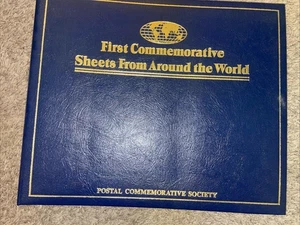 First Commemorative
Sheets From Around the World
POSTAL COMMEMORATIVE SOCIETY